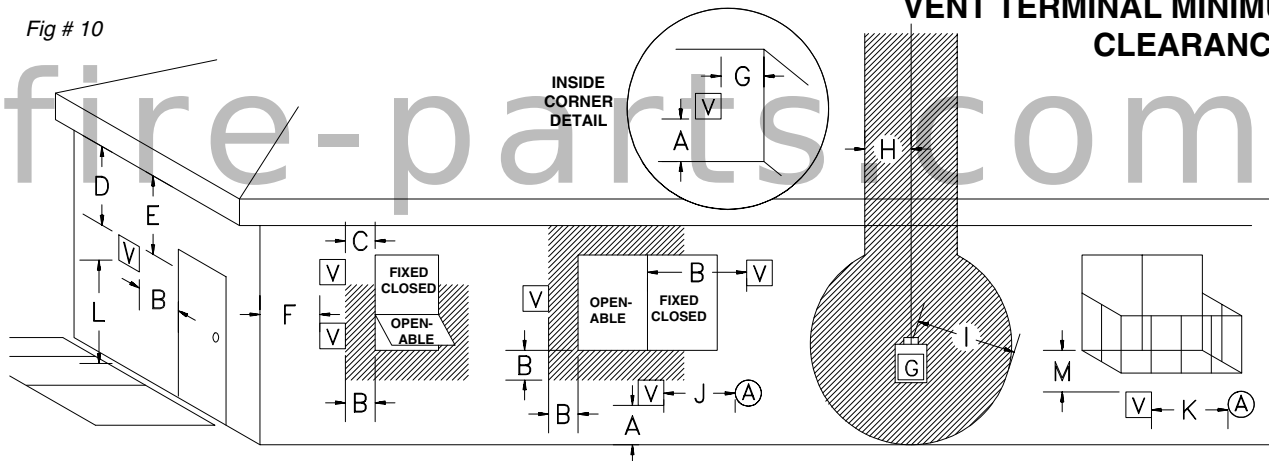 Fig # 10
VENT TERMINAL
CLEARANC
fire-parts.com
INSIDE
CORNER
DETAIL
G
V
A
H
D
E
C
V
V
B
L
F
FIXED
CLOSED
V
OPEN-
ABLE
B
V
OPEN-
ABLE
FIXED
CLOSED
B
V
B
B
V
J
A
A
I
G
M
V
K
A